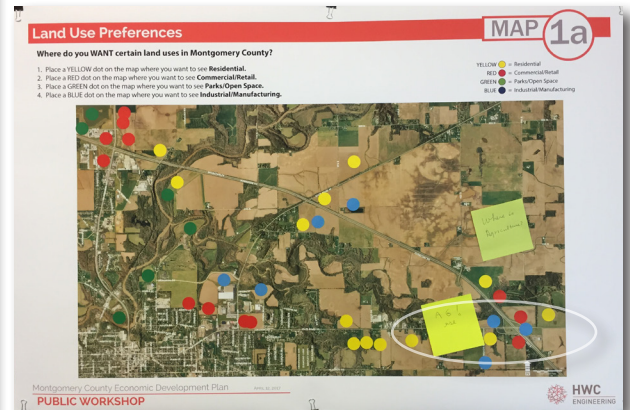 Land Use Preferences
MAP 1a
Where do you WANT certain land uses in Montgomery County?
1. Place a YELLOW dot on the map where you want to see Residential.
2. Place a RED dot on the map where you want to see Commercial/Retail.
3. Place a GREEN dot on the map where you want to see Parks/Open Space.
4. Place a BLUE dot on the map where you want to see Industrial/Manufacturing.
YELLOW = Residential
RED = Commercial/Retail
GREEN = Parks/Open Space
BLUE = Industrial/Manufacturing
Where is
Agriculture
Montgomery County Economic Development Plan
PUBLIC WORKSHOP
HWC
ENGINEERING